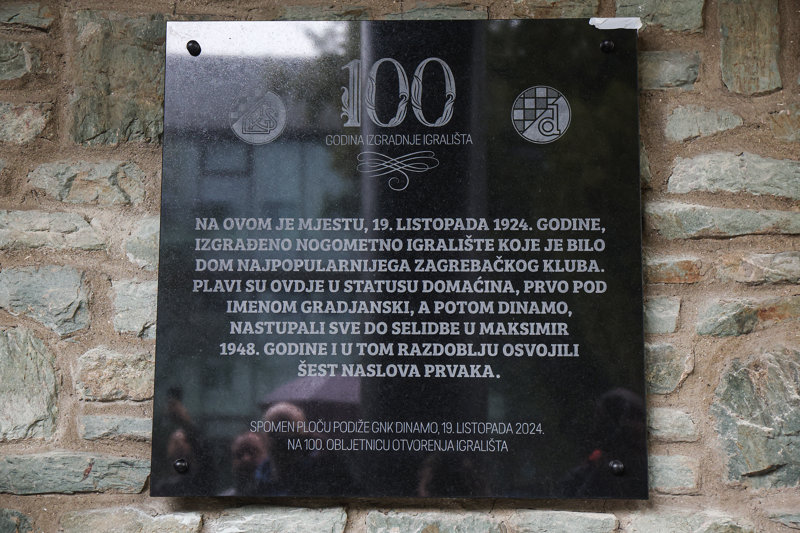 100
GODINA IZGRADNJE IGRALIŠTA
NA OVOM JE MJESTU, 19. LISTOPADA 1924. GODINE,
IZGRAĐENO NOGOMETNO IGRALIŠTE KOJE JE BILO
DOM NAJPOPULARNIJEGA ZAGREBAČKOG KLUBA.
PLAVI SU OVDJE U STATUSU DOMAĆINA, PRVO POD
IMENOM GRADJANSKI, A POTOM DINAMO,
NASTUPALI SVE DO SELIDBE U MAKSIMIR
1948. GODINE I U TOM RAZDOBLJU OSVOJILI
ŠEST NASLOVA PRVAKA.
SPOMEN PLOČU PODIŽE GNK DINAMO, 19. LISTOPADA 2024.
NA 100. OBLJETNICU OTVORENJA IGRALIŠTA